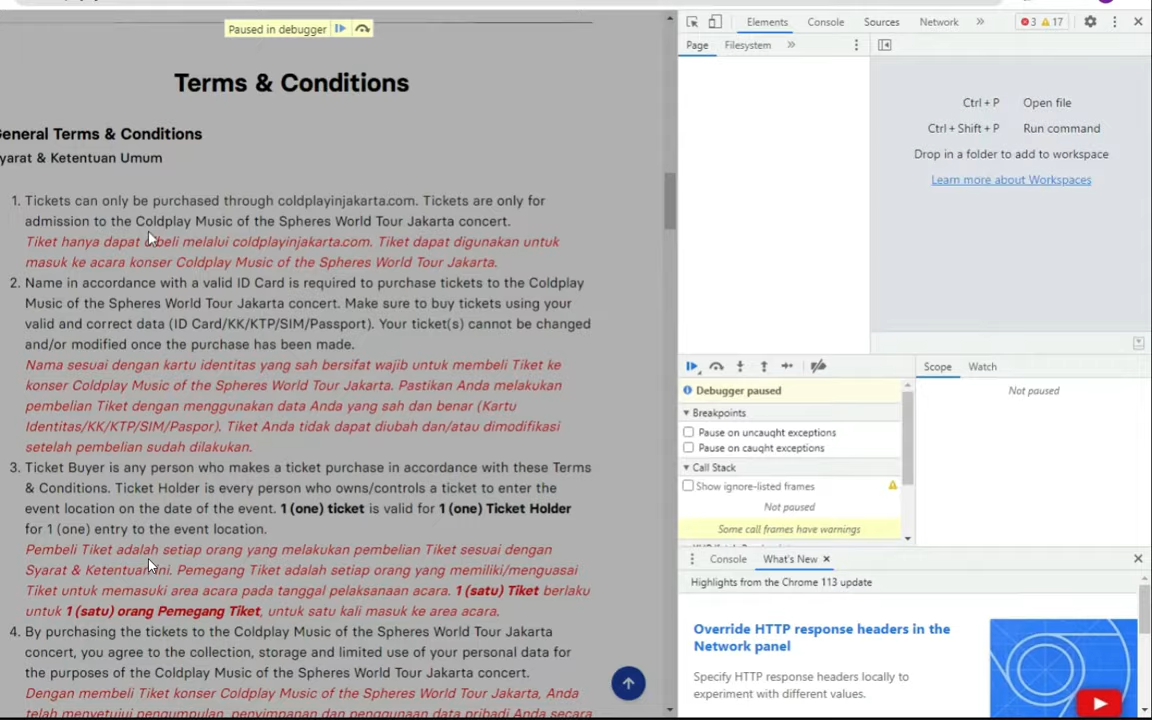 Paused in debugger
Terms & Conditions
General Terms & Conditions
yarat & Ketentuan Umum
1. Tickets can only be purchased through coldplayinjakarta.com. Tickets are only for
admission to the Coldplay Music of the Spheres World Tour Jakarta concert.
Tiket hanya dapat dibeli melalui coldplayinjakarta.com. Tiket dapat digunakan untuk
masuk ke acara konser Coldplay Music of the Spheres World Tour Jakarta.
2. Name in accordance with a valid ID Card is required to purchase tickets to the Coldplay
Music of the Spheres World Tour Jakarta concert. Make sure to buy tickets using your
valid and correct data (ID Card/KK/KTP/SIM/Passport). Your ticket(s) cannot be changed
and/or modified once the purchase has been made.
Nama sesuai dengan kartu identitas yang sah bersifat wajib untuk membeli Tiket ke
konser Coldplay Music of the Spheres World Tour Jakarta. Pastikan Anda melakukan
pembelian Tiket dengan menggunakan data Anda yang sah dan benar (Kartu
Identitas/KK/KTP/SIM/Paspor). Tiket Anda tidak dapat diubah dan/atau dimodifikasi
setelah pembelian sudah dilakukan.
3. Ticket Buyer is any person who makes a ticket purchase in accordance with these Terms
& Conditions. Ticket Holder is every person who owns/controls a ticket to enter the
event location on the date of the event. 1 (one) ticket is valid for 1 (one) Ticket Holder
for 1 (one) entry to the event location.
Pembeli Tiket adalah setiap orang yang melakukan pembelian Tiket sesuai dengan
Syarat & Ketentuan ini. Pemegang Tiket adalah setiap orang yang memiliki/menguasai
Tiket untuk memasuki area acara pada tanggal pelaksanaan acara. 1 (satu) Tiket berlaku
untuk 1 (satu) orang Pemegang Tiket, untuk satu kali masuk ke area acara.
4. By purchasing the tickets to the Coldplay Music of the Spheres World Tour Jakarta
concert, you agree to the collection, storage and limited use of your personal data for
the purposes of the Coldplay Music of the Spheres World Tour Jakarta concert.
Dengan membeli Tiket konser Coldplay Music of the Spheres World Tour Jakarta, Anda
telah menyetujui pengumpulan, penyimpanan dan penggunaan data pribadi Anda secara
Elements Console Sources Network » 3 17
Page Filesystem »
Ctrl + P Open file
Ctrl + Shift + P Run command
Drop in a folder to add to workspace
Learn more about Workspaces
Scope Watch
Debugger paused
Not paused
Breakpoints
Pause on uncaught exceptions
Pause on caught exceptions
Call Stack
Show ignore-listed frames
Not paused
Some call frames have warnings
Console What's New
Highlights from the Chrome 113 update
Override HTTP response headers in the
Network panel
Specify HTTP response headers locally to
experiment with different values.